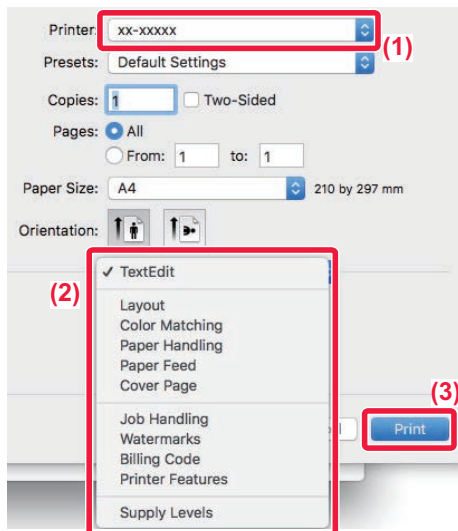 Printer: xx-xxxxx
(1)
Presets: Default Settings
Copies: 1 Two-Sided
Pages: All
From: 1 to: 1
Paper Size: A4 210 by 297 mm
Orientation:
(2)
✓ TextEdit
Layout
Color Matching
Paper Handling
Paper Feed
Cover Page
Job Handling
Watermarks
Billing Code
Printer Features
Supply Levels
(3)
Print